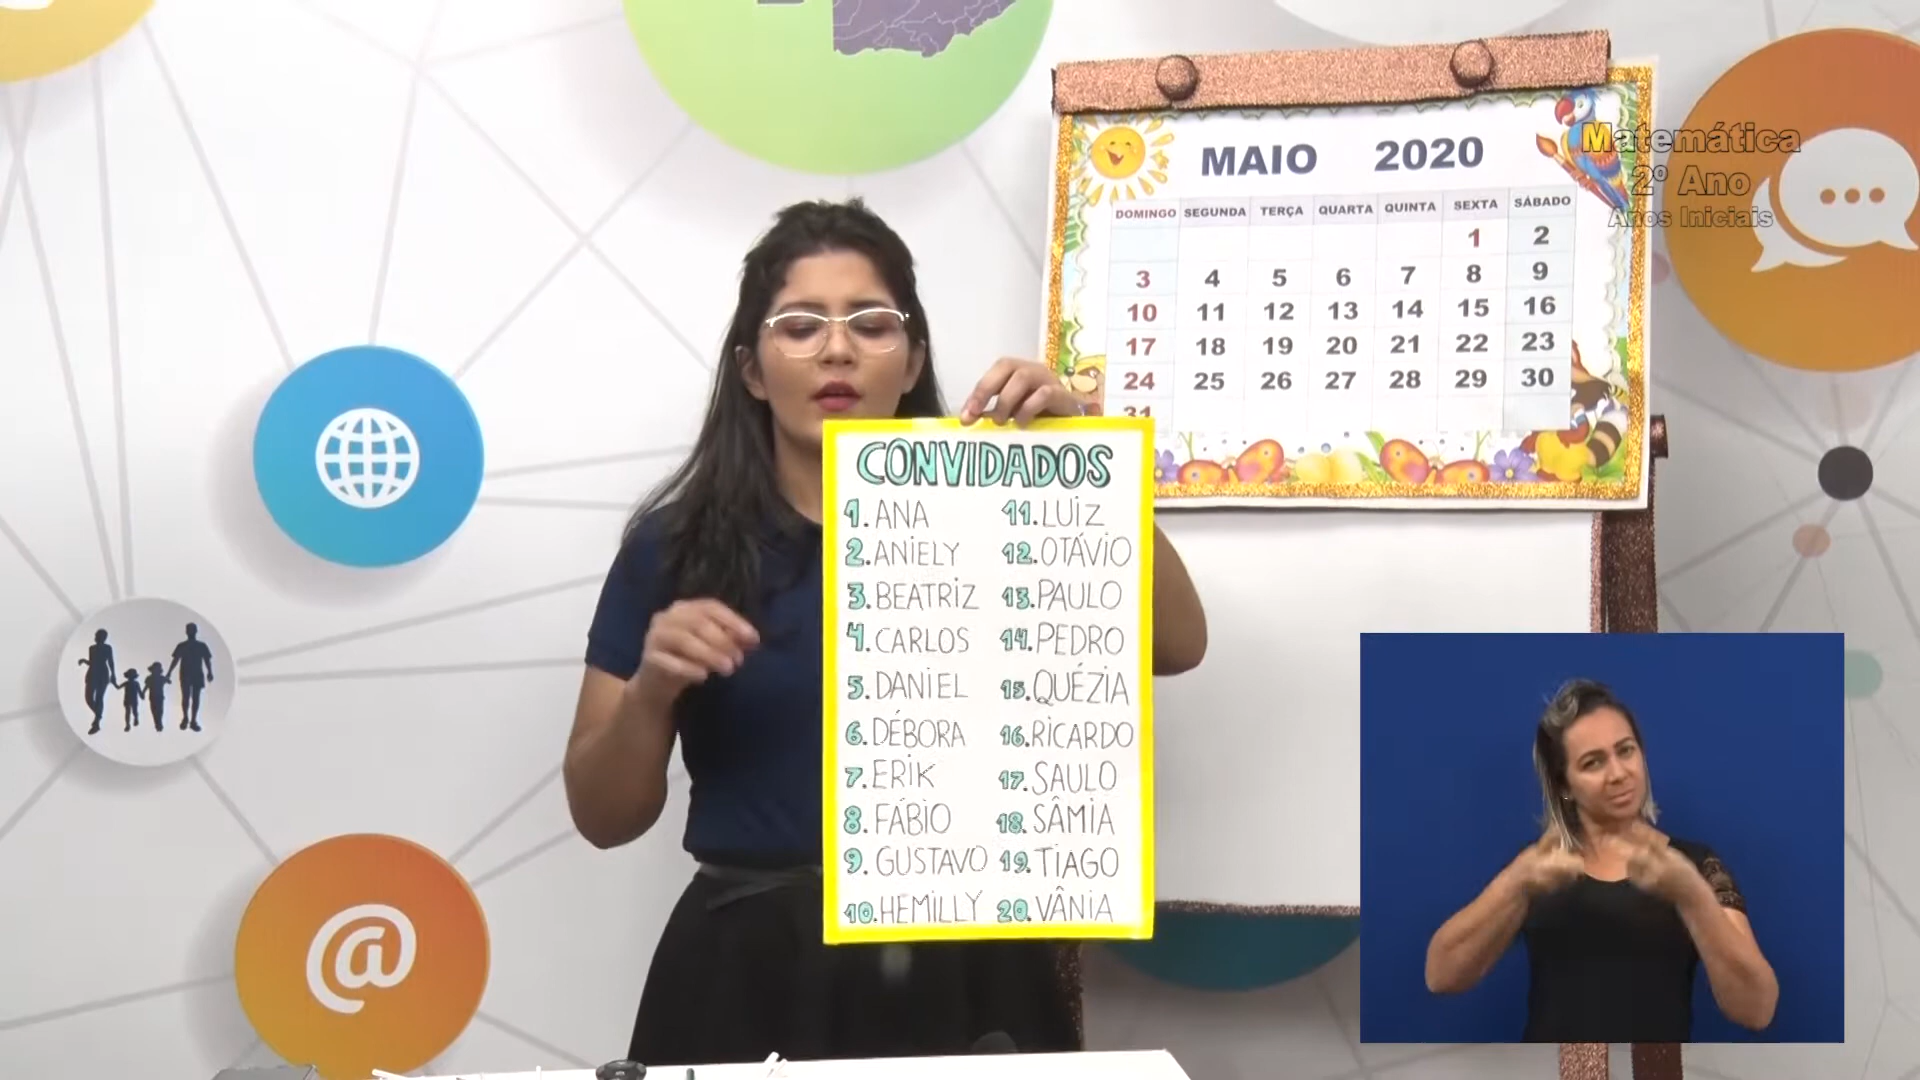 MAIO 2020
DOMINGO SEGUNDA TERÇA QUARTA QUINTA SEXTA SÁBADO
1 2
3 4 5 6 7 8 9
10 11 12 13 14 15 16
17 18 19 20 21 22 23
24 25 26 27 28 29 30
31
Matemática
2º Ano
Anos Iniciais
CONVIDADOS
1. ANA
2. ANIELY
3. BEATRIZ
4. CARLOS
5. DANIEL
6. DÉBORA
7. ERIK
8. FÁBIO
9. GUSTAVO
10. HEMILLY
11. LUIZ
12. OTÁVIO
13. PAULO
14. PEDRO
15. QUÉZIA
16. RICARDO
17. SAULO
18. SÂMIA
19. TIAGO
20. VÂNIA
@